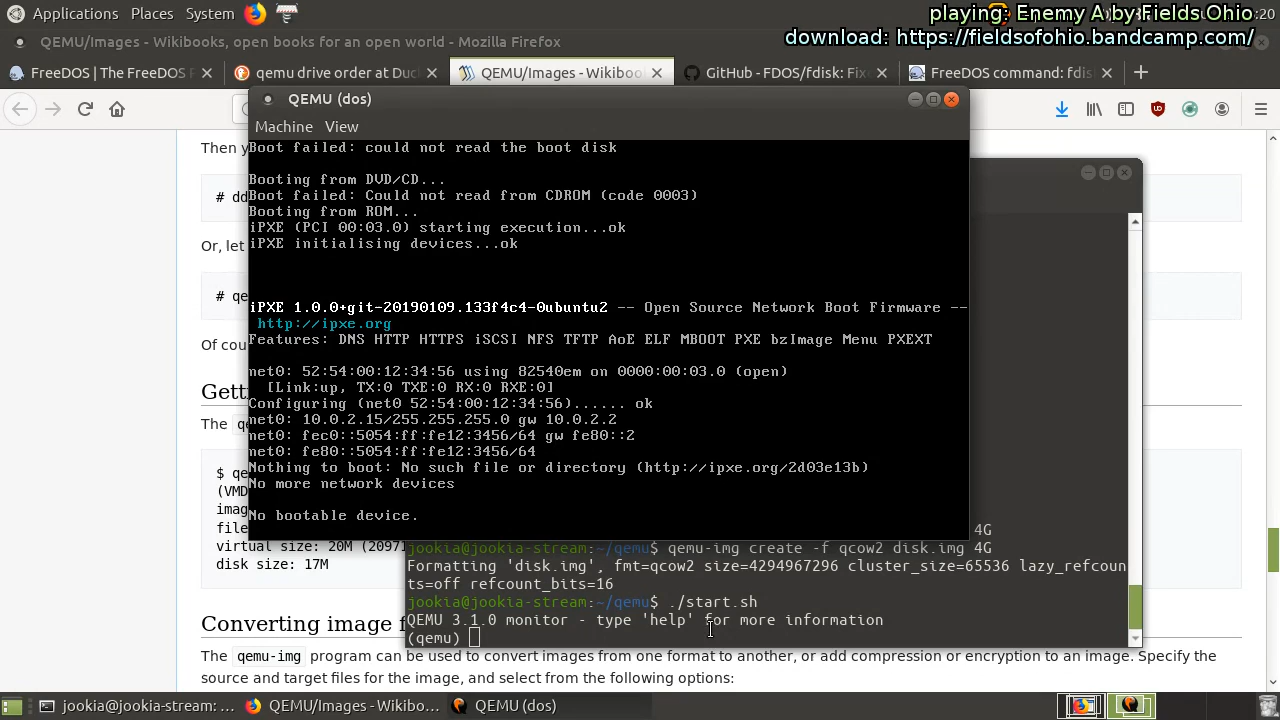 Applications Places System
:20
playing: Enemy A by Fields Ohio
download: https://fieldsofohio.bandcamp.com/
QEMU/Images - Wikibooks, open books for an open world - Mozilla Firefox
FreeDOS | The FreeDOS P
qemu drive order at Duck
QEMU/Images - Wikiboo
GitHub - FDOS/fdisk: Fixe
FreeDOS command: fdis
QEMU (dos)
Machine View
Then y
# dd
Or, let
# qe
Of cou
Gett
The qe
$ qe
(VMD
imag
file
virtual size: 20M (2097
disk size: 17M
Boot failed: could not read the boot disk
Booting from DVD/CD...
Boot failed: Could not read from CDROM (code 0003)
Booting from ROM...
iPXE (PCI 00:03.0) starting execution...ok
iPXE initialising devices...ok
iPXE 1.0.0+git-20190109.133f4c4-0ubuntu2 -- Open Source Network Boot Firmware --
http://ipxe.org
Features: DNS HTTP HTTPS iSCSI NFS TFTP AoE ELF MBOOT PXE bzImage Menu PXEXT
net0: 52:54:00:12:34:56 using 82540em on 0000:00:03.0 (open)
[Link:up, TX:0 TXE:0 RX:0 RXE:0]
Configuring (net0 52:54:00:12:34:56)...... ok
net0: 10.0.2.15/255.255.255.0 gw 10.0.2.2
net0: fec0::5054:ff:fe12:3456/64 gw fe80::2
net0: fe80::5054:ff:fe12:3456/64
Nothing to boot: No such file or directory (http://ipxe.org/2d03e13b)
No more network devices
No bootable device.
4G
jookia@jookia-stream:~/qemu$ qemu-img create -f qcow2 disk.img 4G
Formatting 'disk.img', fmt=qcow2 size=4294967296 cluster_size=65536 lazy_refcoun
ts=off refcount_bits=16
jookia@jookia-stream:~/qemu$ ./start.sh
QEMU 3.1.0 monitor - type 'help' for more information
(qemu)
Converting image f
The qemu-img program can be used to convert images from one format to another, or add compression or encryption to an image. Specify the
source and target files for the image, and select from the following options:
jookia@jookia-stream: ...
QEMU/Images - Wikibo...
QEMU (dos)